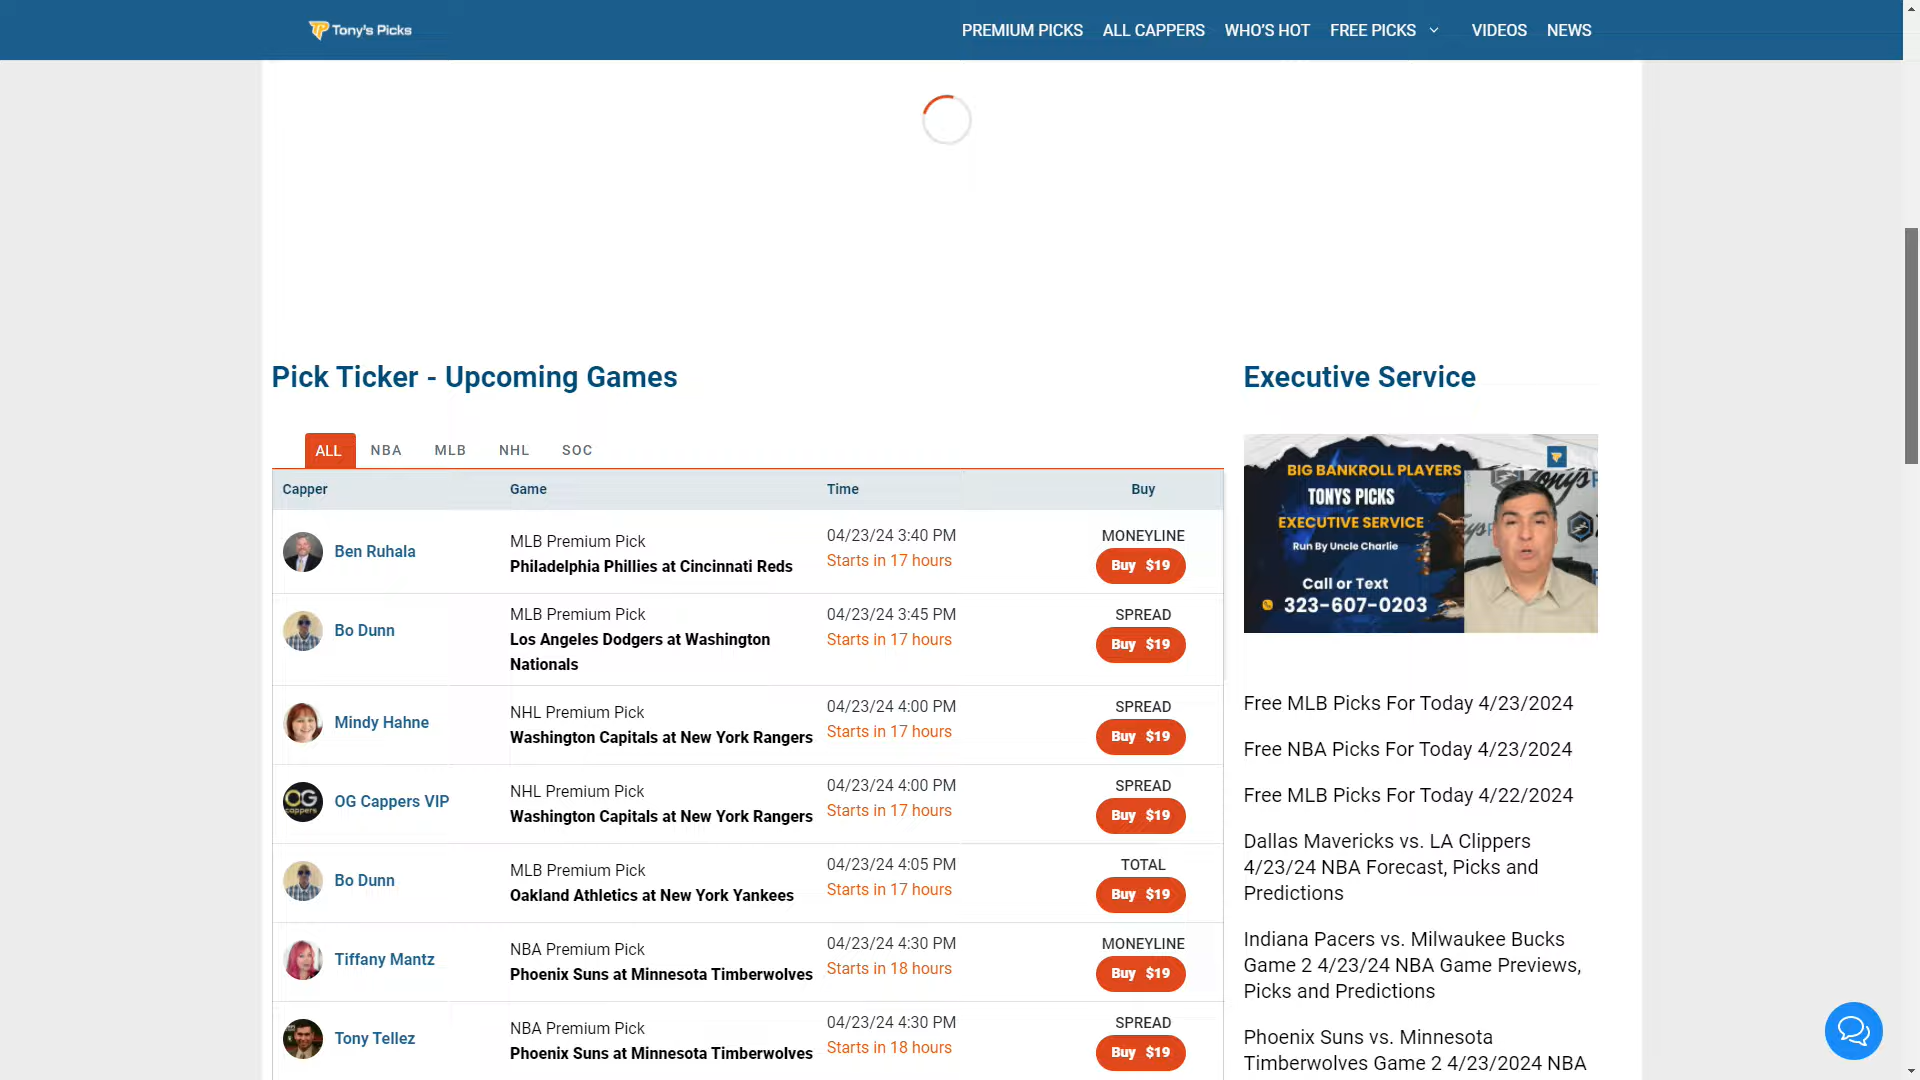 Tony's Picks
PREMIUM PICKS
ALL CAPPERS
WHO'S HOT
FREE PICKS
VIDEOS
NEWS
Pick Ticker - Upcoming Games
ALL
NBA
MLB
NHL
SOC
Capper
Game
Time
Buy
Ben Ruhala
MLB Premium Pick
Philadelphia Phillies at Cincinnati Reds
04/23/24 3:40 PM
Starts in 17 hours
MONEYLINE
Buy $19
Bo Dunn
MLB Premium Pick
Los Angeles Dodgers at Washington
Nationals
04/23/24 3:45 PM
Starts in 17 hours
SPREAD
Buy $19
Mindy Hahne
NHL Premium Pick
Washington Capitals at New York Rangers
04/23/24 4:00 PM
Starts in 17 hours
SPREAD
Buy $19
OG cappers
OG Cappers VIP
NHL Premium Pick
Washington Capitals at New York Rangers
04/23/24 4:00 PM
Starts in 17 hours
SPREAD
Buy $19
Bo Dunn
MLB Premium Pick
Oakland Athletics at New York Yankees
04/23/24 4:05 PM
Starts in 17 hours
TOTAL
Buy $19
Tiffany Mantz
NBA Premium Pick
Phoenix Suns at Minnesota Timberwolves
04/23/24 4:30 PM
Starts in 18 hours
MONEYLINE
Buy $19
Tony Tellez
NBA Premium Pick
Phoenix Suns at Minnesota Timberwolves
04/23/24 4:30 PM
Starts in 18 hours
SPREAD
Buy $19
Executive Service
BIG BANKROLL PLAYERS
TONYS PICKS
EXECUTIVE SERVICE
Run By Uncle Charlie
Call or Text
323-607-0203
Free MLB Picks For Today 4/23/2024
Free NBA Picks For Today 4/23/2024
Free MLB Picks For Today 4/22/2024
Dallas Mavericks vs. LA Clippers
4/23/24 NBA Forecast, Picks and
Predictions
Indiana Pacers vs. Milwaukee Bucks
Game 2 4/23/24 NBA Game Previews,
Picks and Predictions
Phoenix Suns vs. Minnesota
Timberwolves Game 2 4/23/2024 NBA